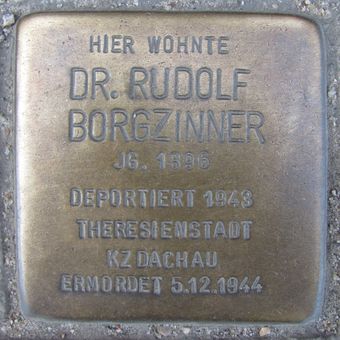 HIER WOHNTE
DR. RUDOLF
BORGZINNER
JG. 1896
DEPORTIERT 1943
THERESIENSTADT
KZ DACHAU
ERMORDET 5.12.1944